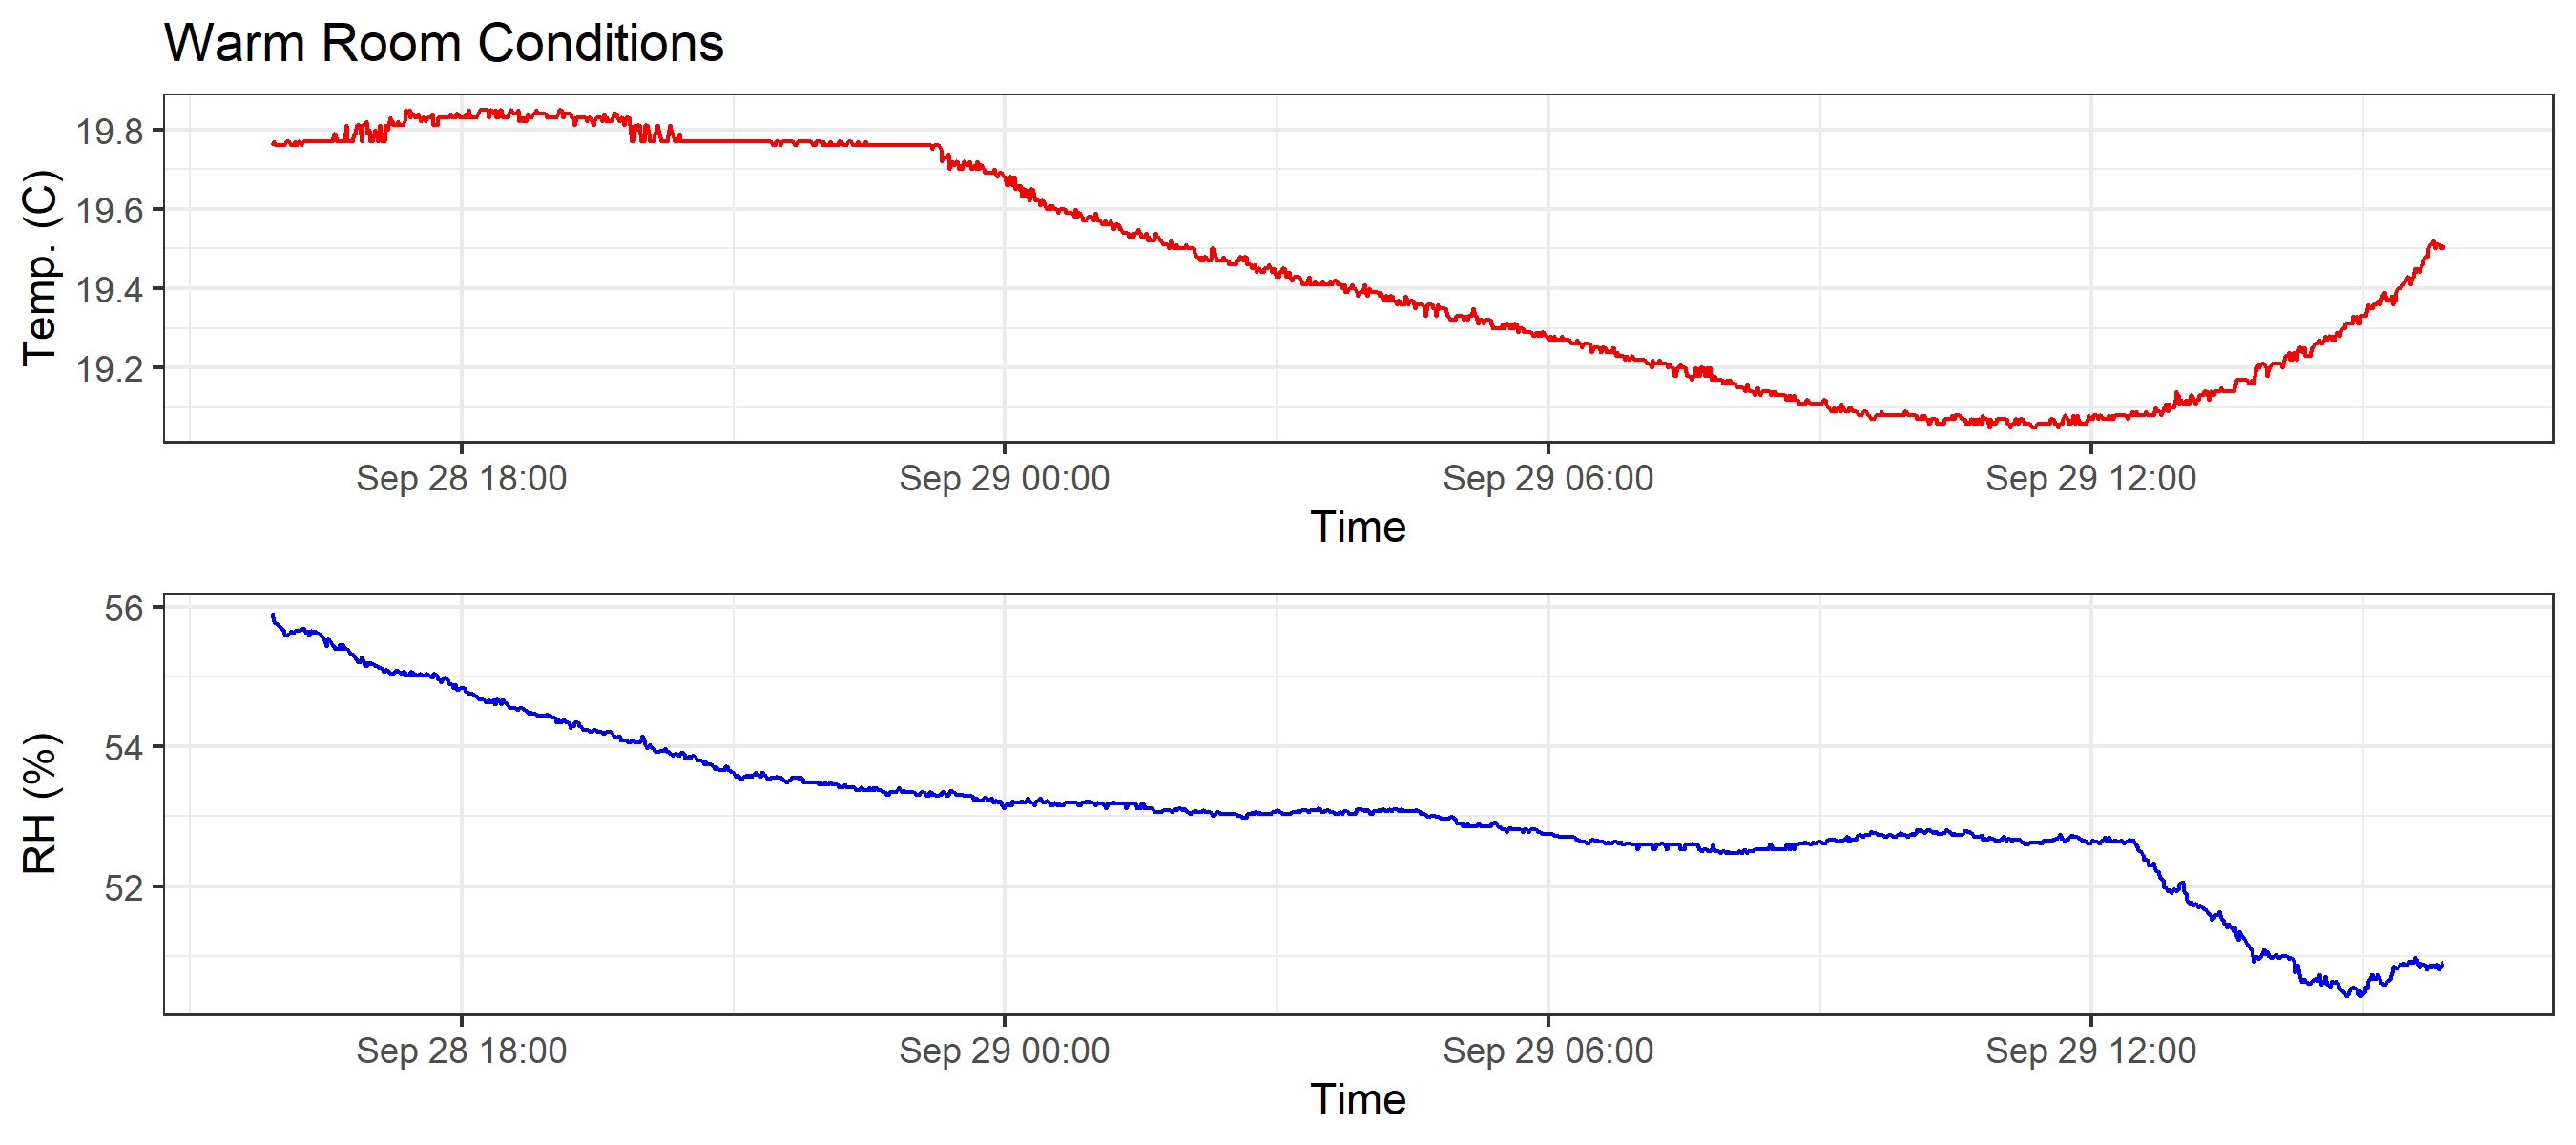 Warm Room Conditions
Temp. (C)
19.8
19.6
19.4
19.2
Sep 28 18:00 Sep 29 00:00 Sep 29 06:00 Sep 29 12:00
Time
RH (%)
56
54
52
Sep 28 18:00 Sep 29 00:00 Sep 29 06:00 Sep 29 12:00
Time